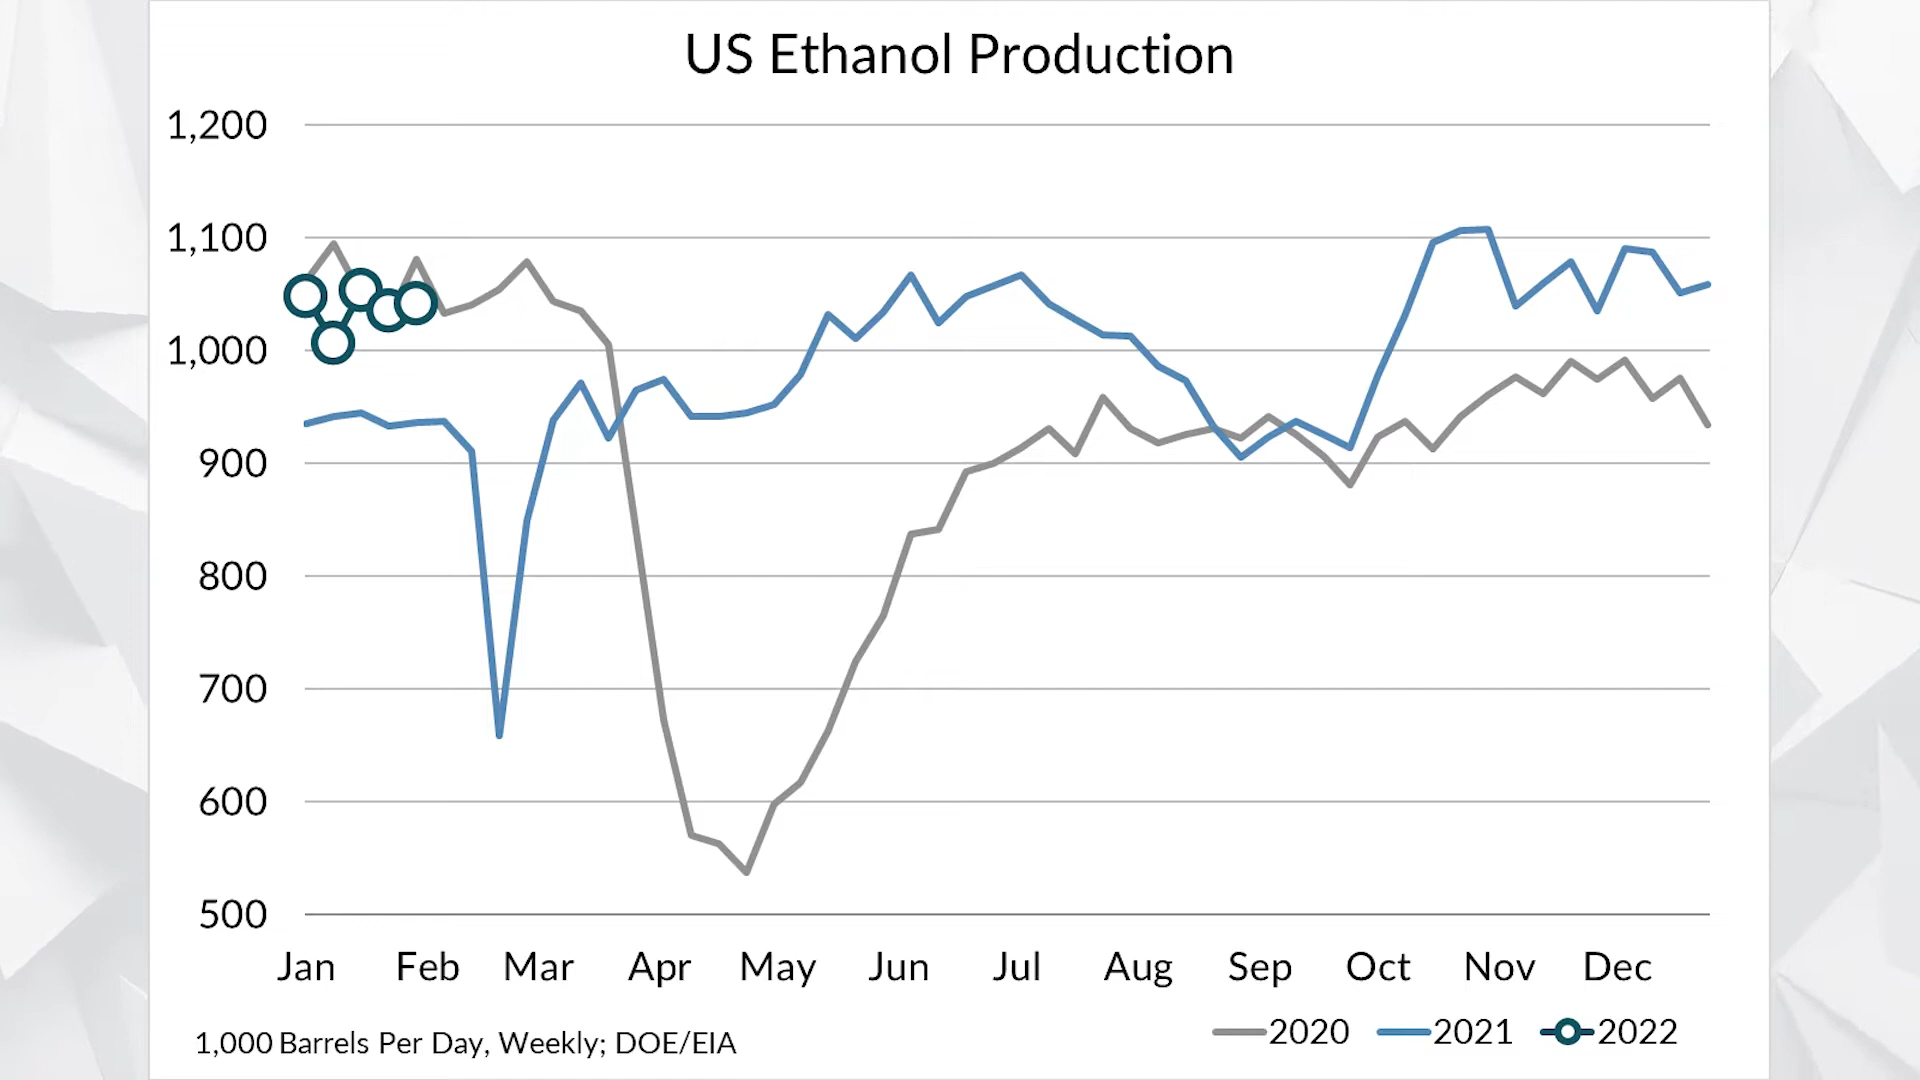 US Ethanol Production
1,200
1,100
1,000
900
800
700
600
500
Jan Feb Mar Apr May Jun Jul Aug Sep Oct Nov Dec
2020 2021 2022
1,000 Barrels Per Day, Weekly; DOE/EIA